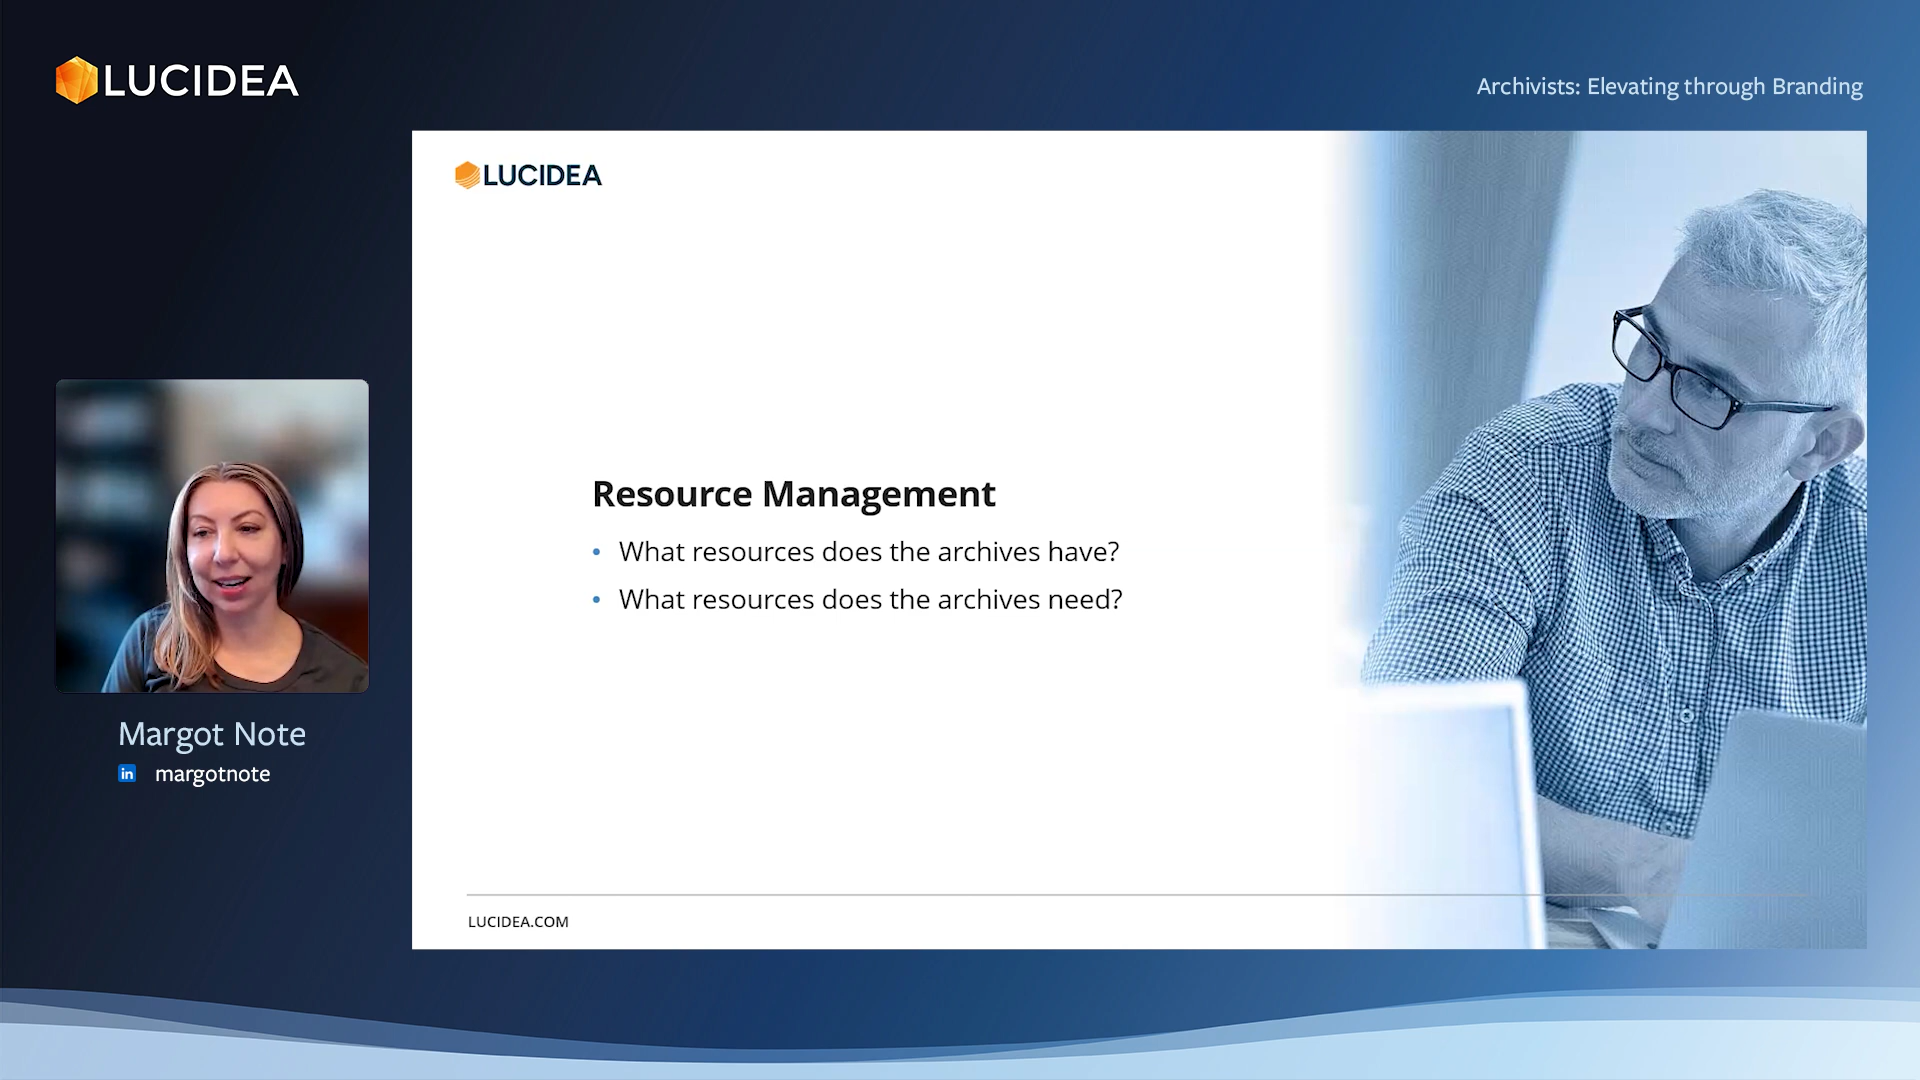 LUCIDEA
Archivists: Elevating through Branding
LUCIDEA
Resource Management
• What resources does the archives have?
• What resources does the archives need?
Margot Note
in margotnote
LUCIDEA.COM